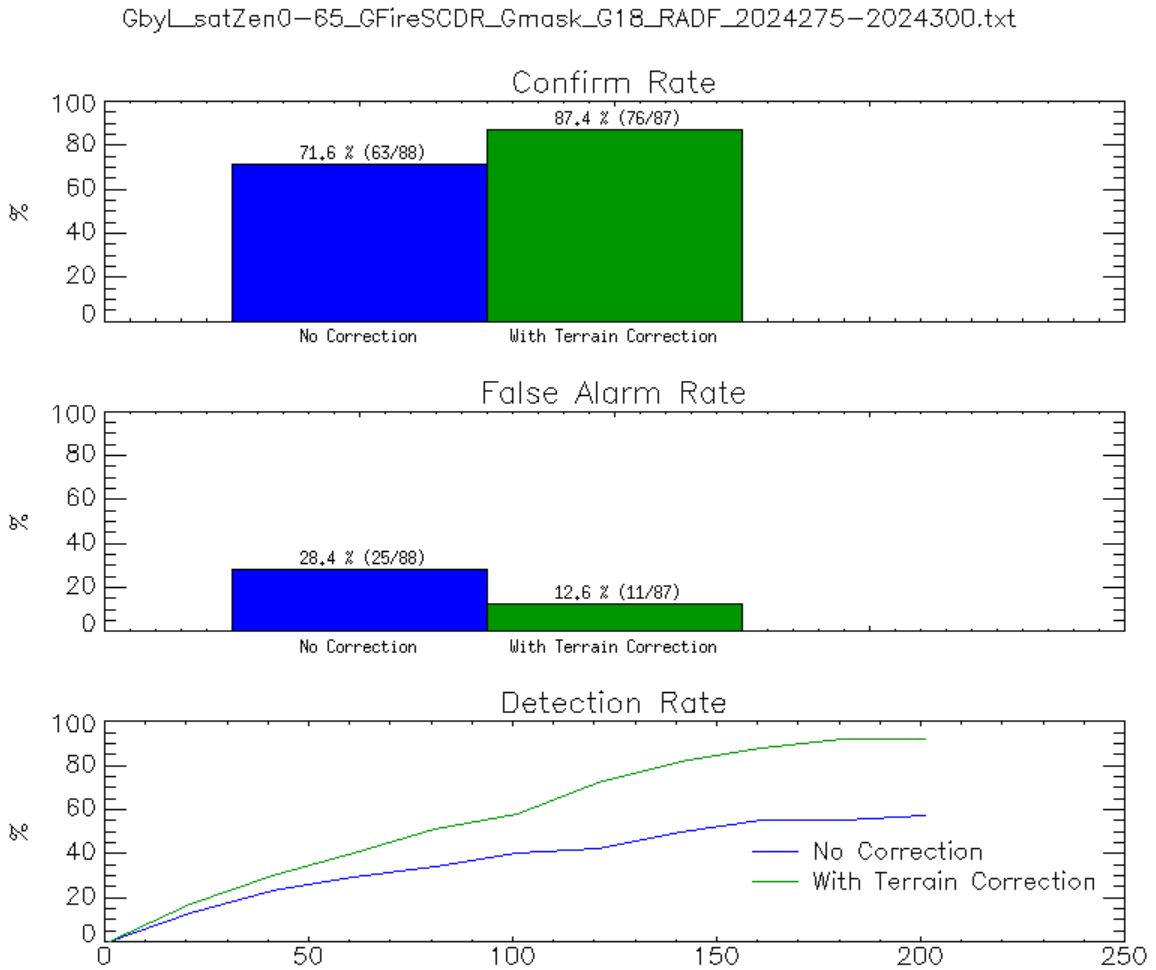 GbyL_satZen0-65_GFireSCDR_Gmask_G18_RADF_2024275-2024300.txt
Confirm Rate
100
80
60
40
20
0
%
71.6 % (63/88)
87.4 % (76/87)
No Correction
With Terrain Correction
False Alarm Rate
100
80
60
40
20
0
%
28.4 % (25/88)
12.6 % (11/87)
No Correction
With Terrain Correction
Detection Rate
100
80
60
40
20
0
%
No Correction
With Terrain Correction
0 50 100 150 200 250